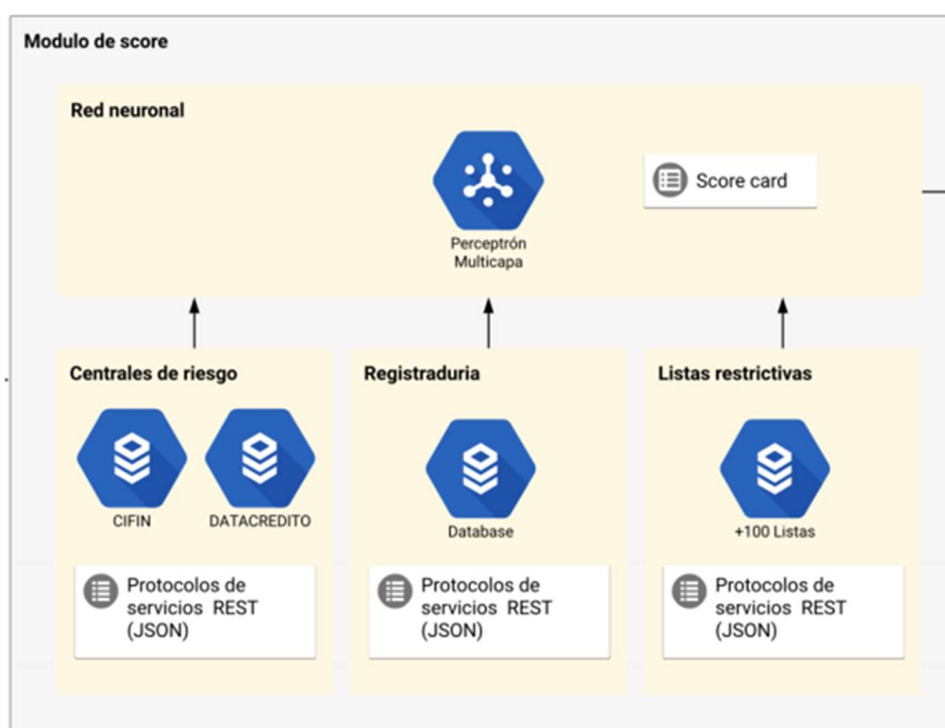 Modulo de score
Red neuronal
Perceptrón
Multicapa
Score card
Centrales de riesgo
CIFIN
DATACREDITO
Protocolos de
servicios REST
(JSON)
Registraduria
Database
Protocolos de
servicios REST
(JSON)
Listas restrictivas
+100 Listas
Protocolos de
servicios REST
(JSON)